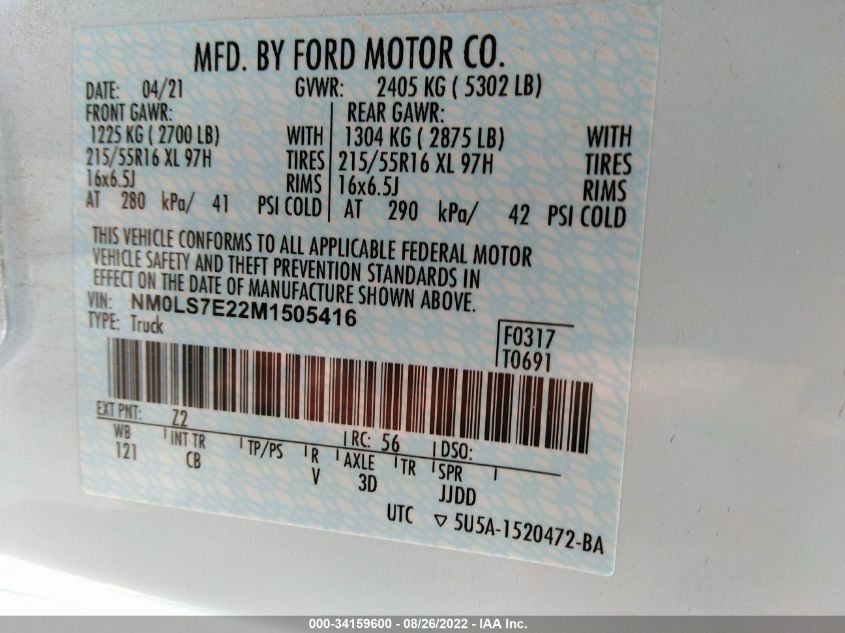 MFD. BY FORD MOTOR CO.
DATE: 04/21 GVWR: 2405 KG ( 5302 LB)
FRONT GAWR: REAR GAWR:
1225 KG ( 2700 LB) WITH 1304 KG ( 2875 LB) WITH
215/55R16 XL 97H TIRES 215/55R16 XL 97H TIRES
16x6.5J RIMS 16x6.5J RIMS
AT 280 kPa/ 41 PSI COLD AT 290 kPa/ 42 PSI COLD
THIS VEHICLE CONFORMS TO ALL APPLICABLE FEDERAL MOTOR
VEHICLE SAFETY AND THEFT PREVENTION STANDARDS IN
EFFECT ON THE DATE OF MANUFACTURE SHOWN ABOVE.
VIN: NM0LS7E22M1505416
TYPE: Truck
F0317
T0691
EXT PNT: Z2 RC: 56 DSO:
WB INT TR TP/PS R AXLE TR SPR
121 CB V 3D JJDD
UTC ▽ 5U5A-1520472-BA
000-34159600 - 08/26/2022 - IAA Inc.